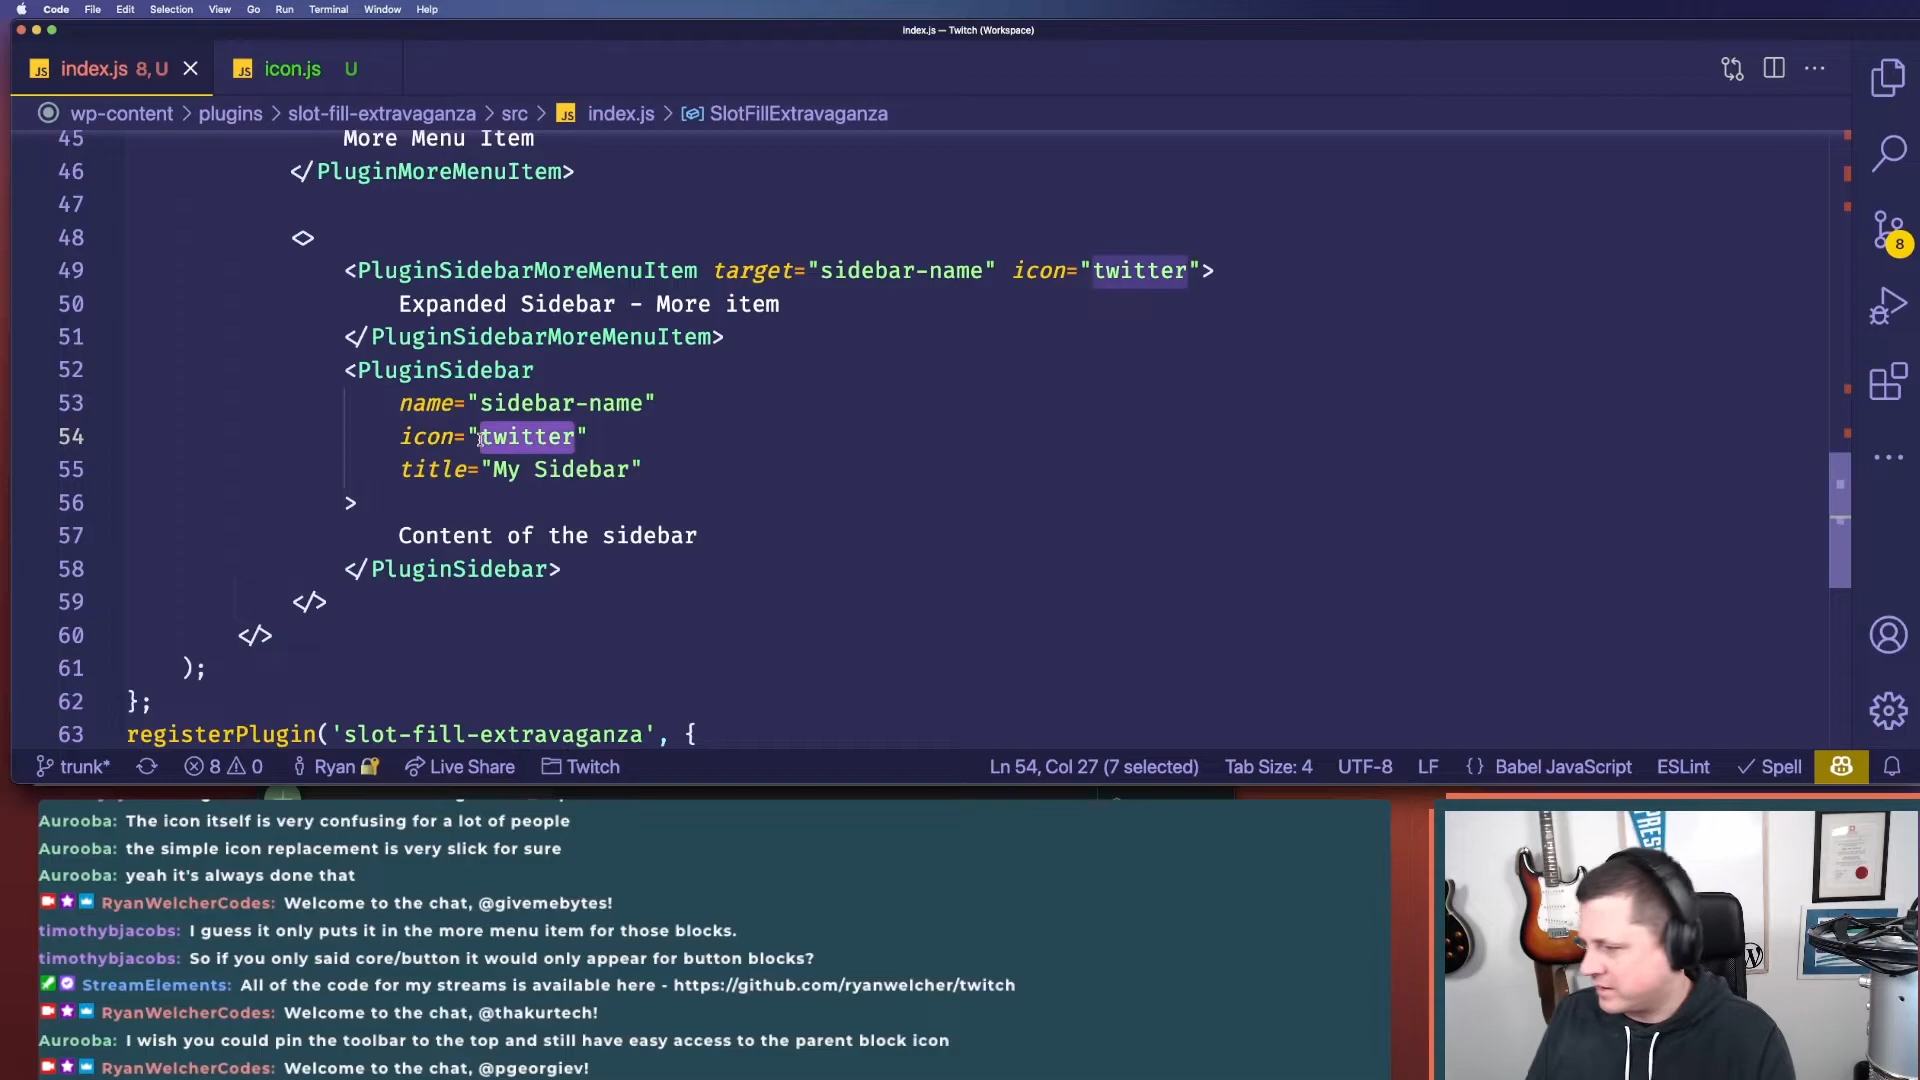 Code File Edit Selection View Go Run Terminal Window Help
index.js — Twitch (Workspace)
JS index.js 8, U JS icon.js U
wp-content > plugins > slot-fill-extravaganza > src > JS index.js > SlotFillExtravaganza
45 More Menu Item
46 </PluginMoreMenuItem>
47
48 <>
49 <PluginSidebarMoreMenuItem target="sidebar-name" icon="twitter">
50 Expanded Sidebar - More item
51 </PluginSidebarMoreMenuItem>
52 <PluginSidebar
53 name="sidebar-name"
54 icon="twitter"
55 title="My Sidebar"
56 >
57 Content of the sidebar
58 </PluginSidebar>
59 </>
60 </>
61 );
62 };
63 registerPlugin('slot-fill-extravaganza', {
8
trunk* 8 0 Ryan Live Share Twitch Ln 54, Col 27 (7 selected) Tab Size: 4 UTF-8 LF {} Babel JavaScript ESLint Spell
Aurooba: The icon itself is very confusing for a lot of people
Aurooba: the simple icon replacement is very slick for sure
Aurooba: yeah it's always done that
RyanWelcherCodes: Welcome to the chat, @givemebytes!
timothybjacobs: I guess it only puts it in the more menu item for those blocks.
timothybjacobs: So if you only said core/button it would only appear for button blocks?
StreamElements: All of the code for my streams is available here - https://github.com/ryanwelcher/twitch
RyanWelcherCodes: Welcome to the chat, @thakurtech!
Aurooba: I wish you could pin the toolbar to the top and still have easy access to the parent block icon
RyanWelcherCodes: Welcome to the chat, @pgeorgiev!